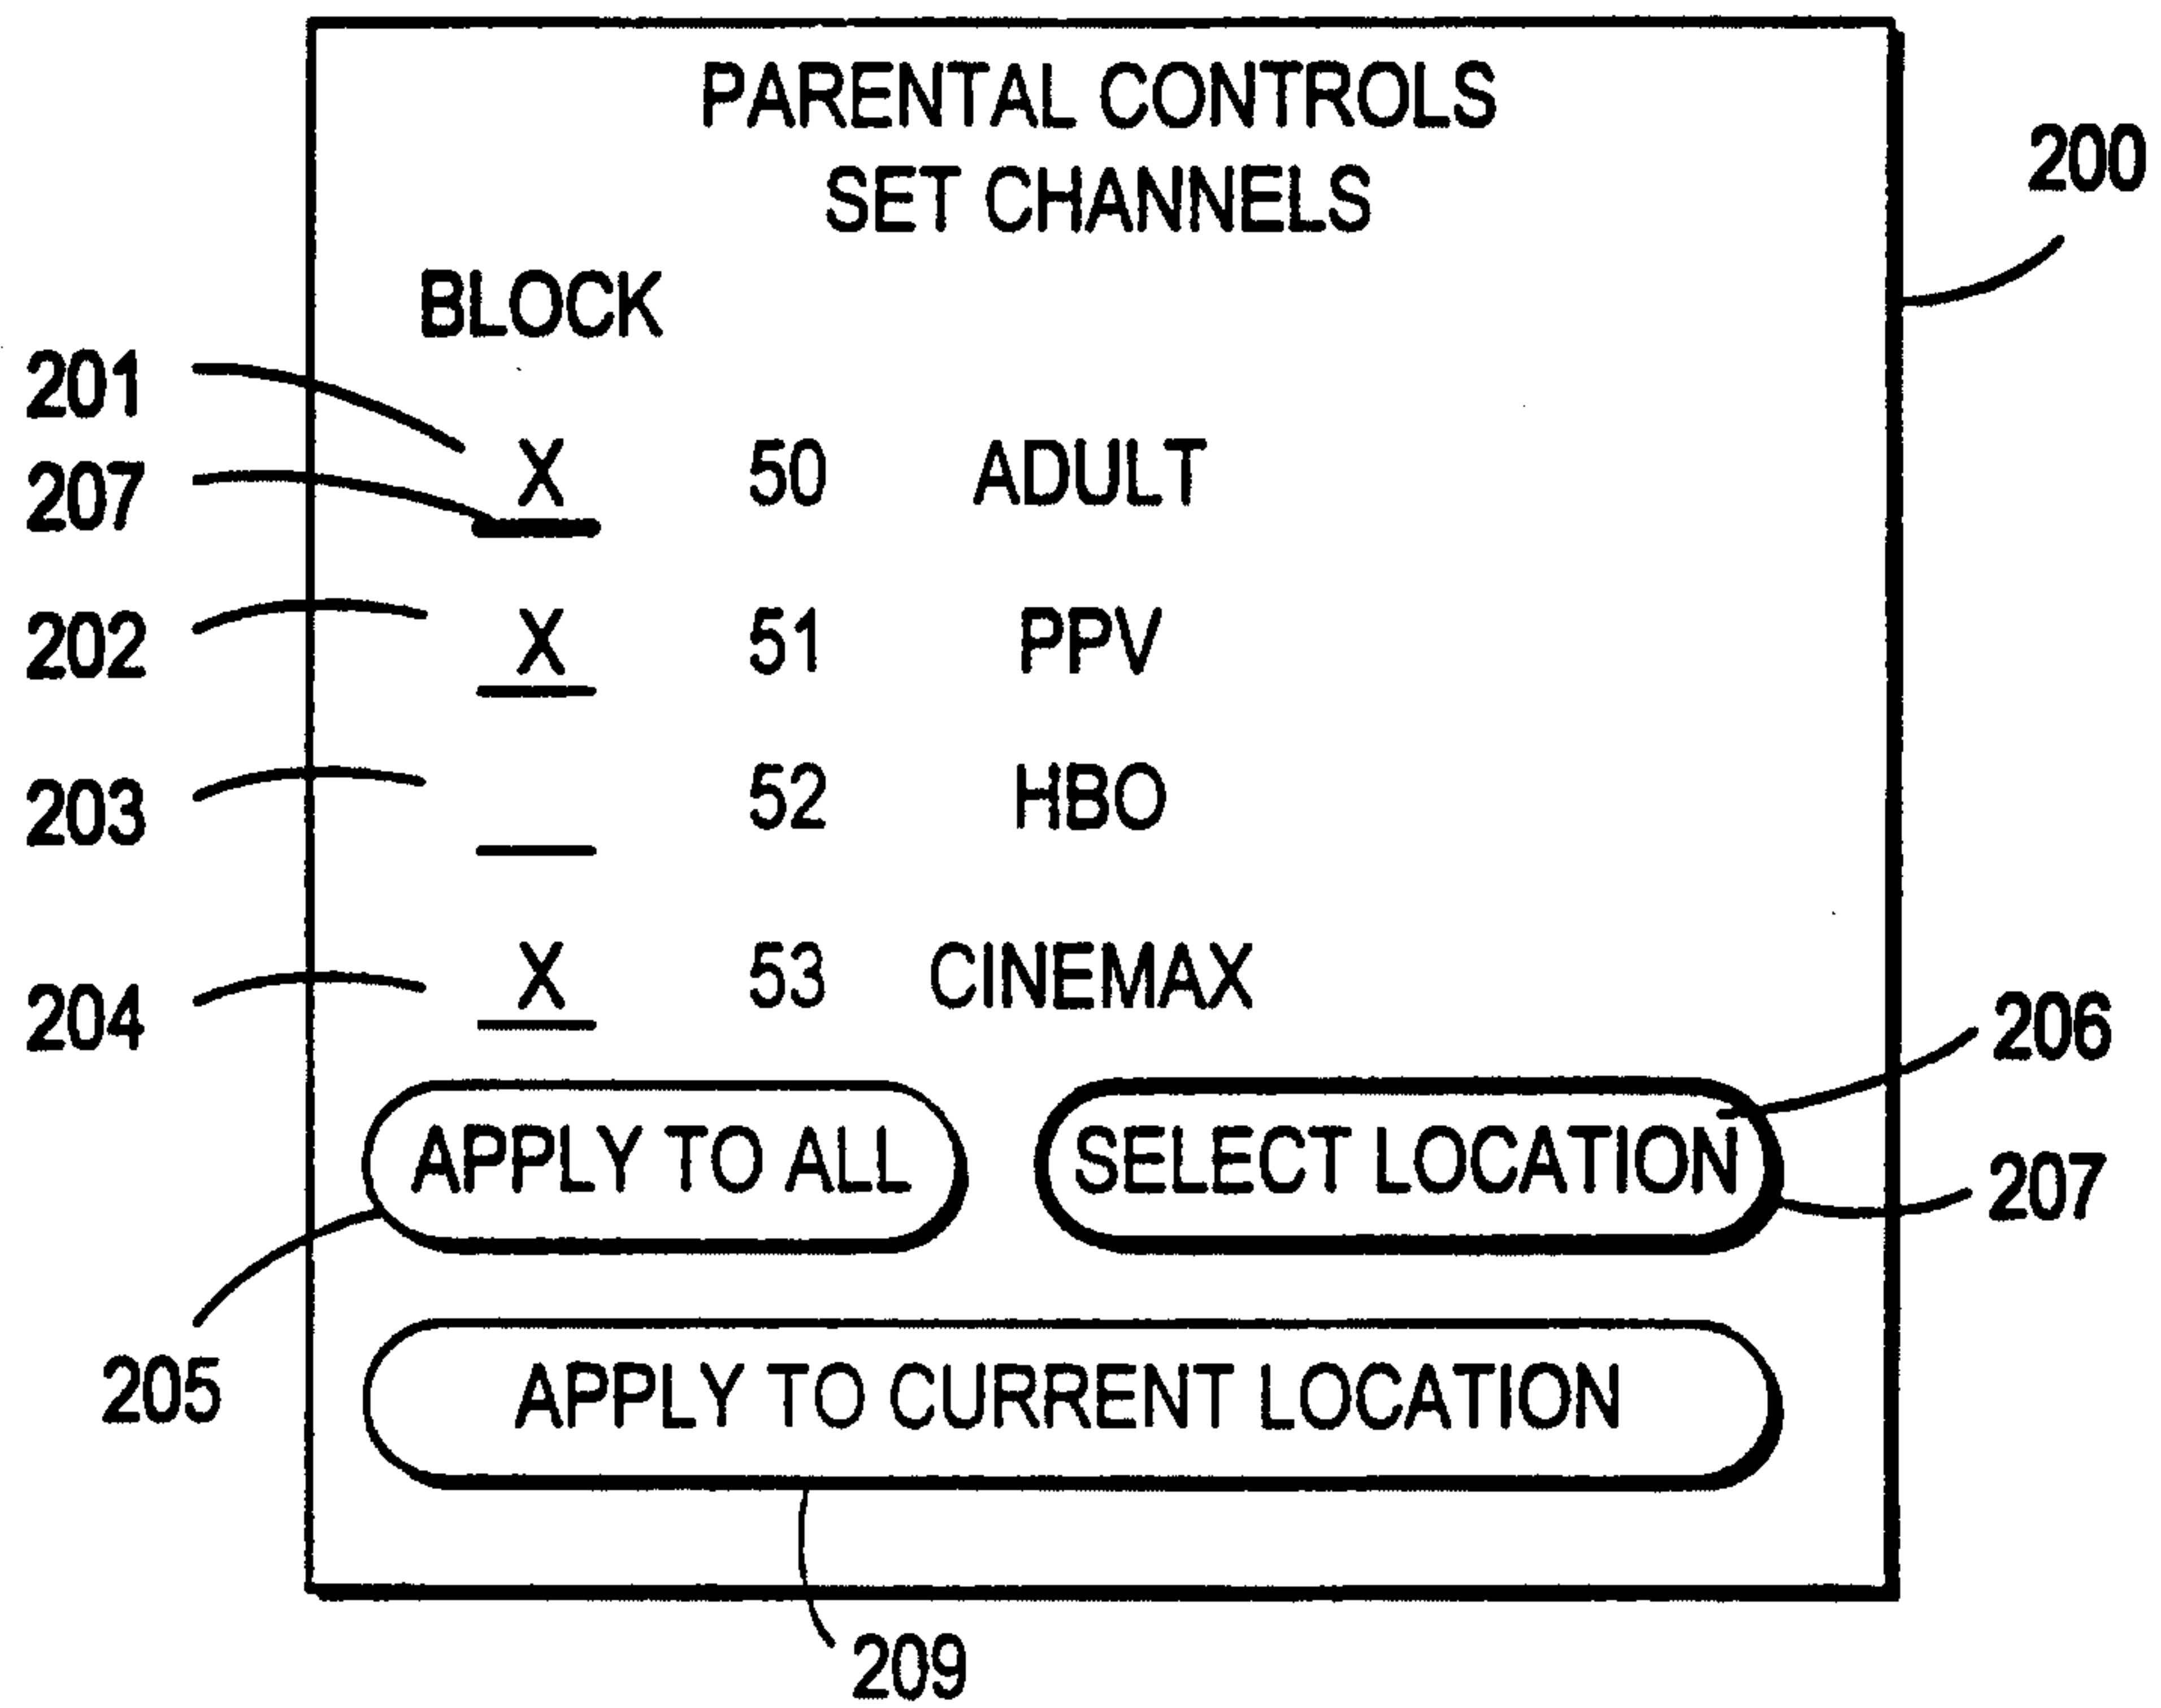 PARENTAL CONTROLS
SET CHANNELS
200
BLOCK
201
X 50 ADULT
207
202 X 51 PPV
203 52 HBO
204 X 53 CINEMAX
206
APPLY TO ALL SELECT LOCATION
207
205
APPLY TO CURRENT LOCATION
209